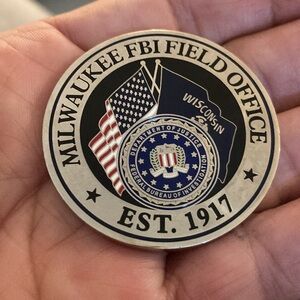 MILWAUKEE FBI FIELD OFFICE
WISCONSIN
DEPARTMENT OF JUSTICE
FEDERAL BUREAU OF INVESTIGATION
EST. 1917